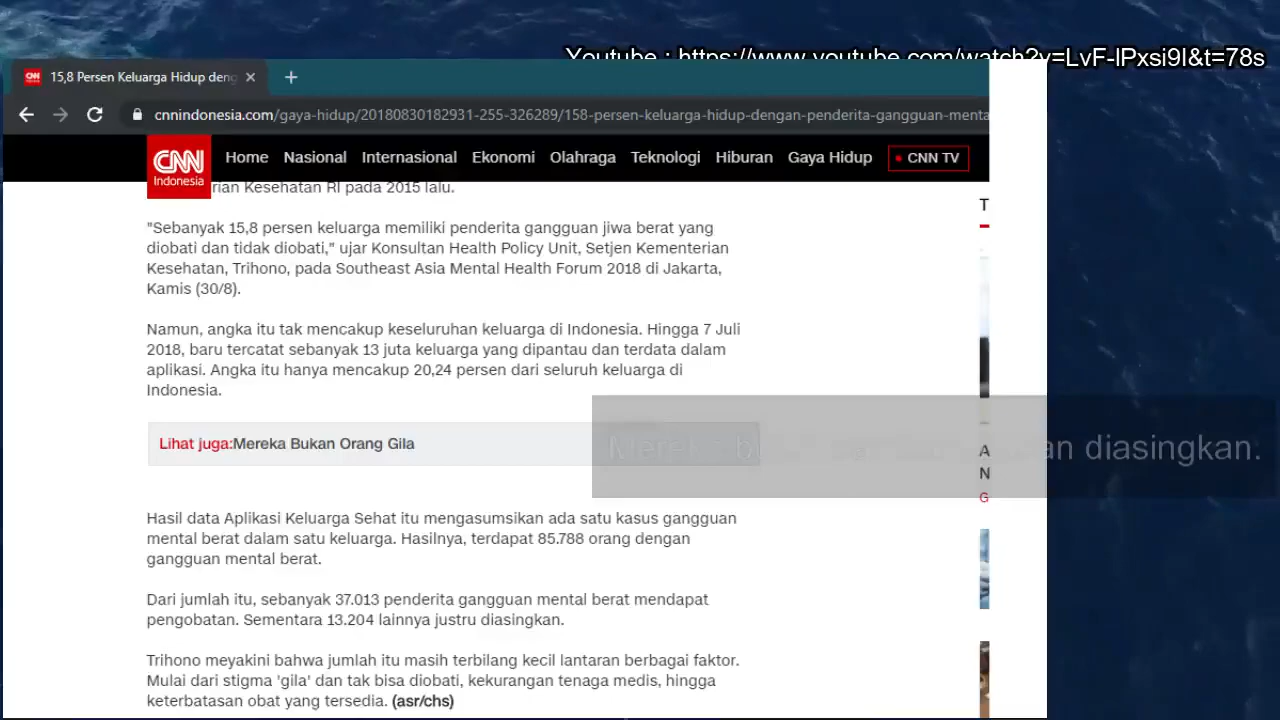 Youtube : https://www.youtube.com/watch?v=LvF-lPxsi9I&t=78s
CNN 15,8 Persen Keluarga Hidup deng
cnnindonesia.com/gaya-hidup/20180830182931-255-326289/158-persen-keluarga-hidup-dengan-penderita-gangguan-menta
CNN Indonesia
Home Nasional Internasional Ekonomi Olahraga Teknologi Hiburan Gaya Hidup CNN TV
rian Kesehatan RI pada 2015 lalu.
T
"Sebanyak 15,8 persen keluarga memiliki penderita gangguan jiwa berat yang
diobati dan tidak diobati," ujar Konsultan Health Policy Unit, Setjen Kementerian
Kesehatan, Trihono, pada Southeast Asia Mental Health Forum 2018 di Jakarta,
Kamis (30/8).
Namun, angka itu tak mencakup keseluruhan keluarga di Indonesia. Hingga 7 Juli
2018, baru tercatat sebanyak 13 juta keluarga yang dipantau dan terdata dalam
aplikasi. Angka itu hanya mencakup 20,24 persen dari seluruh keluarga di
Indonesia.
Lihat juga:Mereka Bukan Orang Gila
Mereka diasingkan.
A
N
G
Hasil data Aplikasi Keluarga Sehat itu mengasumsikan ada satu kasus gangguan
mental berat dalam satu keluarga. Hasilnya, terdapat 85.788 orang dengan
gangguan mental berat.
Dari jumlah itu, sebanyak 37.013 penderita gangguan mental berat mendapat
pengobatan. Sementara 13.204 lainnya justru diasingkan.
Trihono meyakini bahwa jumlah itu masih terbilang kecil lantaran berbagai faktor.
Mulai dari stigma 'gila' dan tak bisa diobati, kekurangan tenaga medis, hingga
keterbatasan obat yang tersedia. (asr/chs)